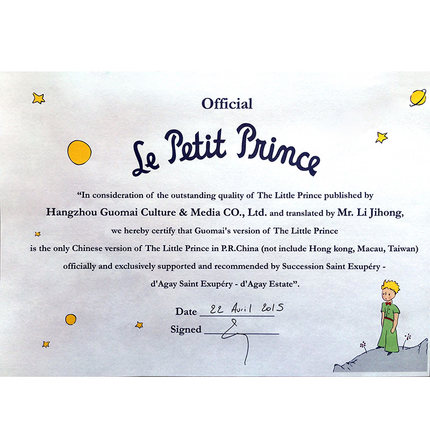 Official
Le Petit Prince
“In consideration of the outstanding quality of The Little Prince published by
Hangzhou Guomai Culture & Media CO., Ltd. and translated by Mr. Li Jihong,
we hereby certify that Guomai's version of The Little Prince
is the only Chinese version of The Little Prince in P.R.China (not include Hong kong, Macau, Taiwan)
officially and exclusively supported and recommended by Succession Saint Exupéry -
d'Agay Saint Exupéry - d'Agay Estate”.
Date 22 Avril 2015
Signed